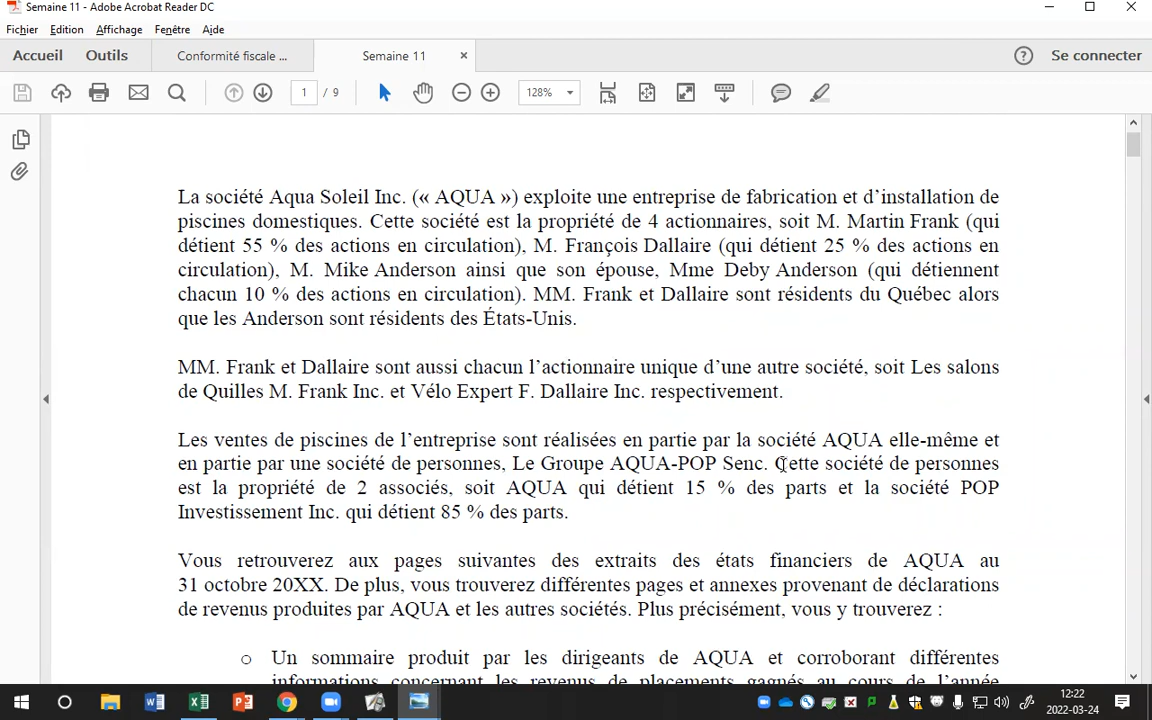 Semaine 11 - Adobe Acrobat Reader DC
Fichier Edition Affichage Fenêtre Aide
Accueil Outils Conformité fiscale ... Semaine 11 × ? Se connecter
1 / 9 128%
La société Aqua Soleil Inc. (« AQUA ») exploite une entreprise de fabrication et d’installation de
piscines domestiques. Cette société est la propriété de 4 actionnaires, soit M. Martin Frank (qui
détient 55 % des actions en circulation), M. François Dallaire (qui détient 25 % des actions en
circulation), M. Mike Anderson ainsi que son épouse, Mme Deby Anderson (qui détiennent
chacun 10 % des actions en circulation). MM. Frank et Dallaire sont résidents du Québec alors
que les Anderson sont résidents des États-Unis.
MM. Frank et Dallaire sont aussi chacun l’actionnaire unique d’une autre société, soit Les salons
de Quilles M. Frank Inc. et Vélo Expert F. Dallaire Inc. respectivement.
Les ventes de piscines de l’entreprise sont réalisées en partie par la société AQUA elle-même et
en partie par une société de personnes, Le Groupe AQUA-POP Senc. Cette société de personnes
est la propriété de 2 associés, soit AQUA qui détient 15 % des parts et la société POP
Investissement Inc. qui détient 85 % des parts.
Vous retrouverez aux pages suivantes des extraits des états financiers de AQUA au
31 octobre 20XX. De plus, vous trouverez différentes pages et annexes provenant de déclarations
de revenus produites par AQUA et les autres sociétés. Plus précisément, vous y trouverez :
o Un sommaire produit par les dirigeants de AQUA et corroborant différentes
informations concernant les revenus de placements gagnés au cours de l’année
12:22
2022-03-24